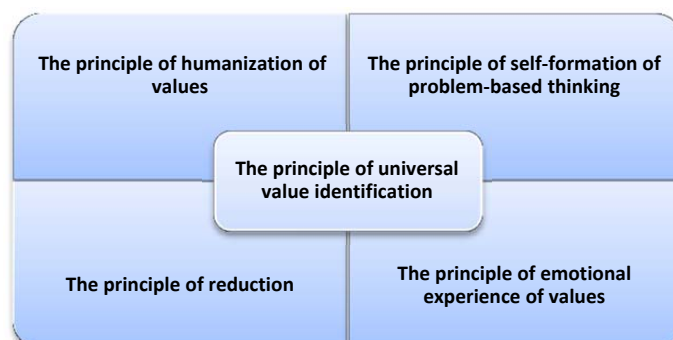 The principle of humanization of
values
The principle of self-formation of
problem-based thinking
The principle of universal
value identification
The principle of reduction
The principle of emotional
experience of values